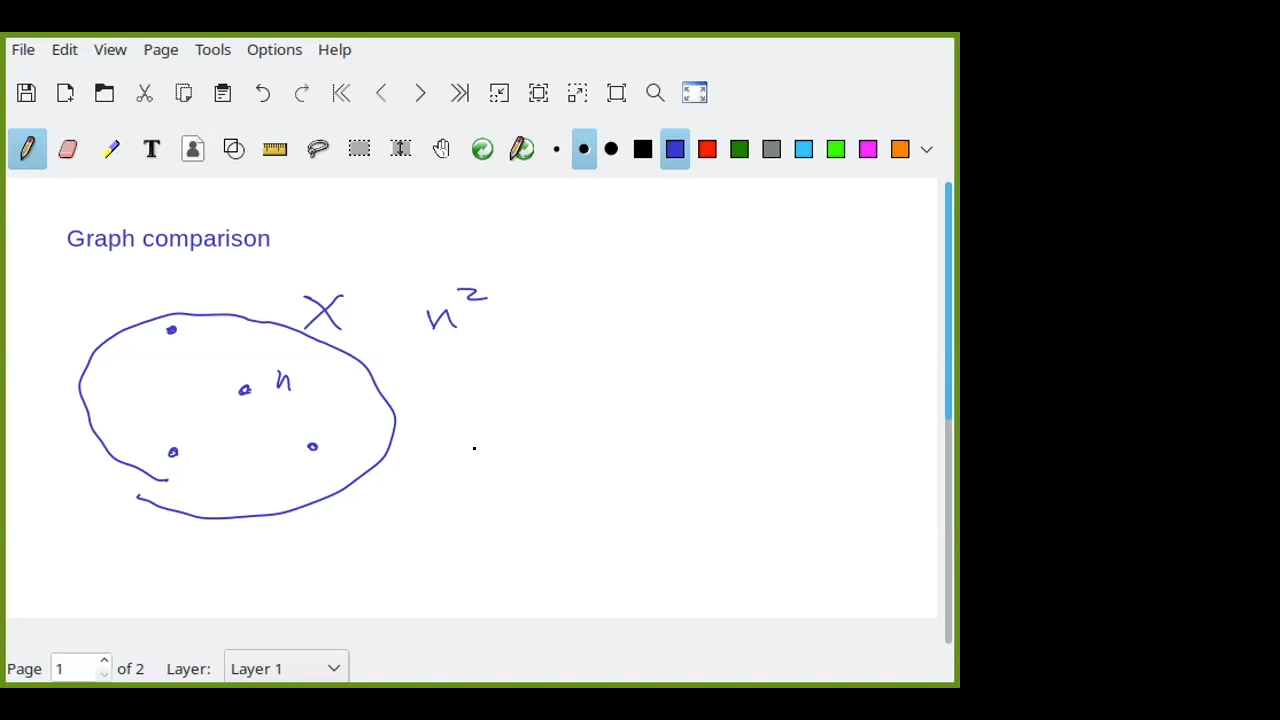 File Edit View Page Tools Options Help
T
Graph comparison
X n²
n
Page 1 of 2 Layer: Layer 1